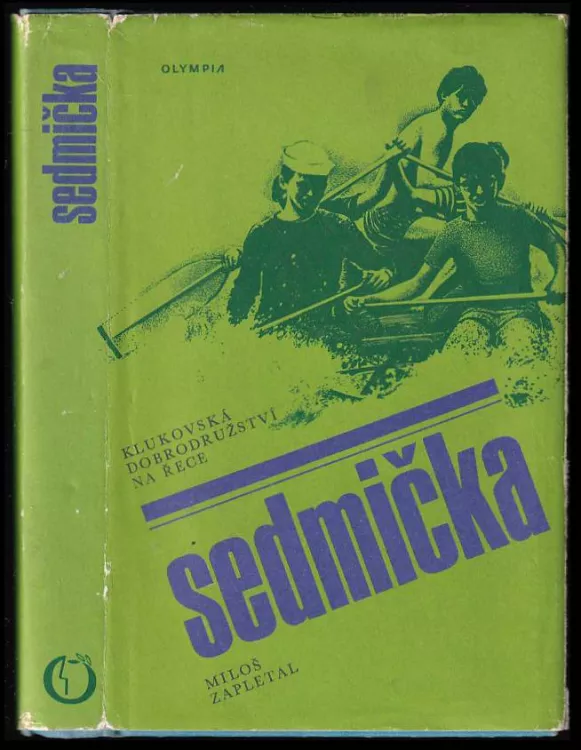 sedmička
OLYMPIA
KLUKOVSKÁ
DOBRODRUŽSTVÍ
NA ŘECE
sedmička
MILOŠ
ZAPLETAL